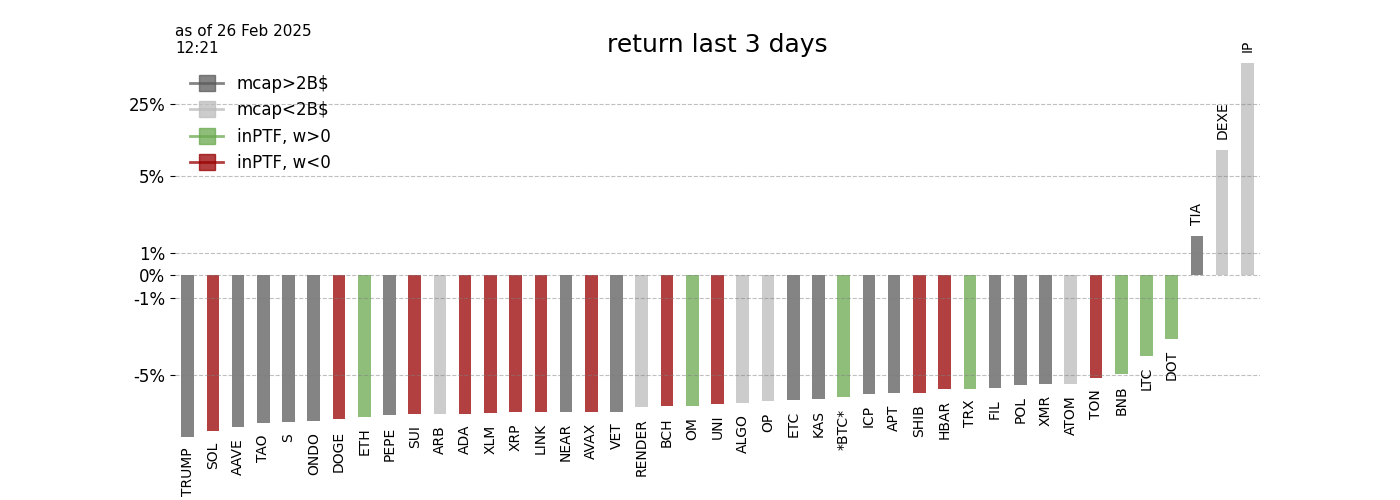 as of 26 Feb 2025
12:21
return last 3 days
mcap>2B$
mcap<2B$
inPTF, w>0
inPTF, w<0
25%
5%
1%
0%
-1%
-5%
TRUMP
SOL
AAVE
TAO
S
ONDO
DOGE
ETH
PEPE
SUI
ARB
ADA
XLM
XRP
LINK
NEAR
AVAX
VET
RENDER
BCH
OM
UNI
ALGO
OP
ETC
KAS
*BTC*
ICP
APT
SHIB
HBAR
TRX
FIL
POL
XMR
ATOM
TON
BNB
LTC
DOT
TIA
DEXE
IP